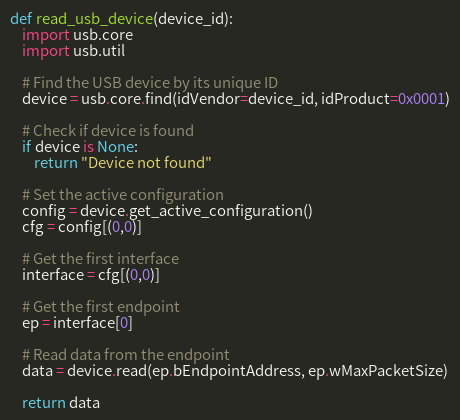 def read_usb_device(device_id):
    import usb.core
    import usb.util
    # Find the USB device by its unique ID
    device = usb.core.find(idVendor=device_id, idProduct=0x0001)
    # Check if device is found
    if device is None:
        return "Device not found"
    # Set the active configuration
    config = device.get_active_configuration()
    cfg = config[(0,0)]
    # Get the first interface
    interface = cfg[(0,0)]
    # Get the first endpoint
    ep = interface[0]
    # Read data from the endpoint
    data = device.read(ep.bEndpointAddress, ep.wMaxPacketSize)
    return data